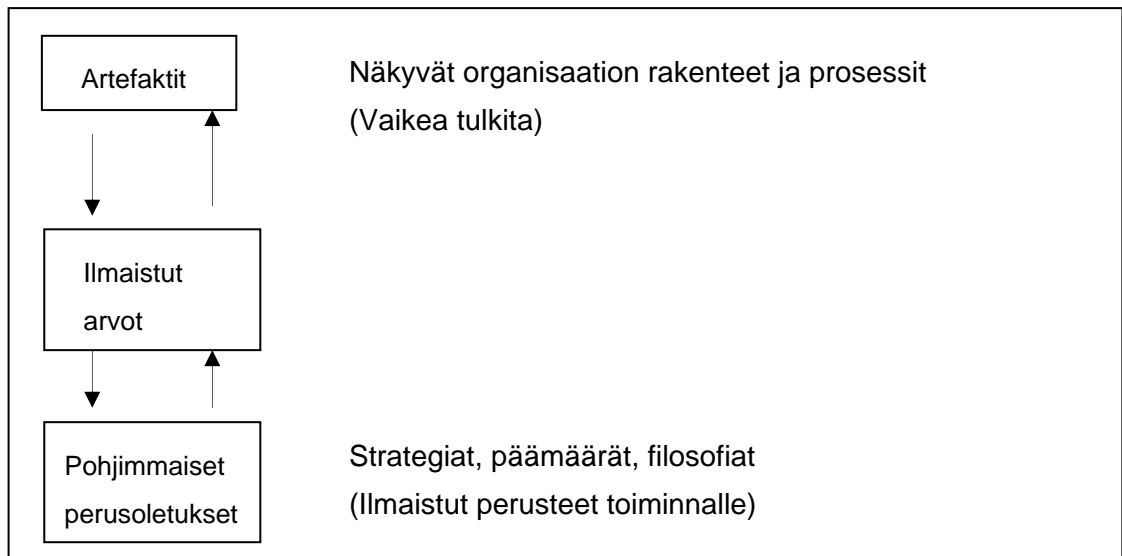 Artefaktit
Näkyvät organisaation rakenteet ja prosessit
(Vaikea tulkita)
Ilmaistut
arvot
Pohjimmaiset
perusoletukset
Strategiat, päämäärät, filosofiat
(Ilmaistut perusteet toiminnalle)